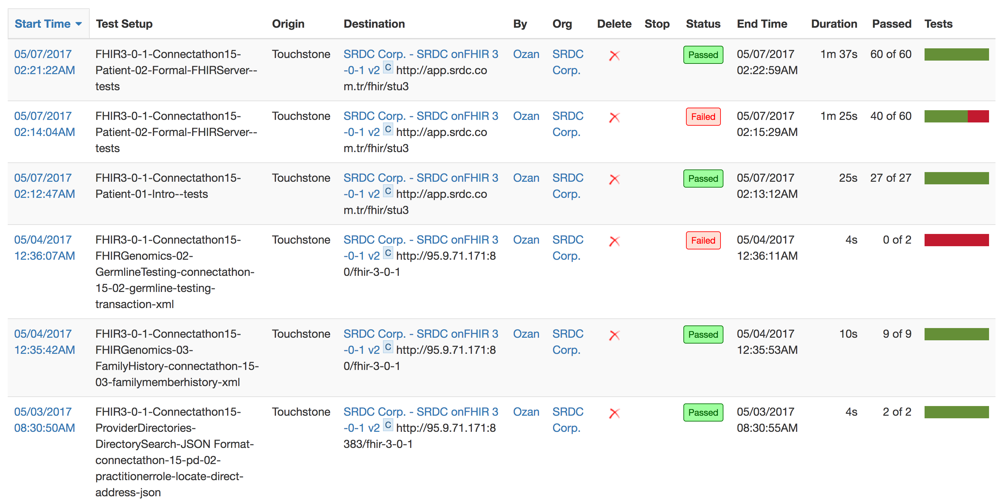 Start Time Test Setup Origin Destination By Org Delete Stop Status End Time Duration Passed Tests
05/07/2017 FHIR3-0-1-Connectathon15- Touchstone SRDC Corp. - SRDC onFHIR 3 Ozan SRDC Passed 05/07/2017 1m 37s 60 of 60
02:21:22AM Patient-02-Formal-FHIRServer-- -0-1 v2 C http://app.srdc.co Corp. 02:22:59AM
tests m.tr/fhir/stu3
05/07/2017 FHIR3-0-1-Connectathon15- Touchstone SRDC Corp. - SRDC onFHIR 3 Ozan SRDC Failed 05/07/2017 1m 25s 40 of 60
02:14:04AM Patient-02-Formal-FHIRServer-- -0-1 v2 C http://app.srdc.co Corp. 02:15:29AM
tests m.tr/fhir/stu3
05/07/2017 FHIR3-0-1-Connectathon15- Touchstone SRDC Corp. - SRDC onFHIR 3 Ozan SRDC Passed 05/07/2017 25s 27 of 27
02:12:47AM Patient-01-Intro--tests -0-1 v2 C http://app.srdc.co Corp. 02:13:12AM
m.tr/fhir/stu3
05/04/2017 FHIR3-0-1-Connectathon15- Touchstone SRDC Corp. - SRDC onFHIR 3 Ozan SRDC Failed 05/04/2017 4s 0 of 2
12:36:07AM FHIRGenomics-02- -0-1 v2 C http://95.9.71.171:8 Corp. 12:36:11AM
GermlineTesting-connectathon- 0/fhir-3-0-1
15-02-germline-testing-
transaction-xml
05/04/2017 FHIR3-0-1-Connectathon15- Touchstone SRDC Corp. - SRDC onFHIR 3 Ozan SRDC Passed 05/04/2017 10s 9 of 9
12:35:42AM FHIRGenomics-03- -0-1 v2 C http://95.9.71.171:8 Corp. 12:35:53AM
FamilyHistory-connectathon-15- 0/fhir-3-0-1
03-familymemberhistory-xml
05/03/2017 FHIR3-0-1-Connectathon15- Touchstone SRDC Corp. - SRDC onFHIR 3 Ozan SRDC Passed 05/03/2017 4s 2 of 2
08:30:50AM ProviderDirectories- -0-1 v2 C http://95.9.71.171:8 Corp. 08:30:55AM
DirectorySearch-JSON Format- 383/fhir-3-0-1
connectathon-15-pd-02-
practitionerrole-locate-direct-
address-json